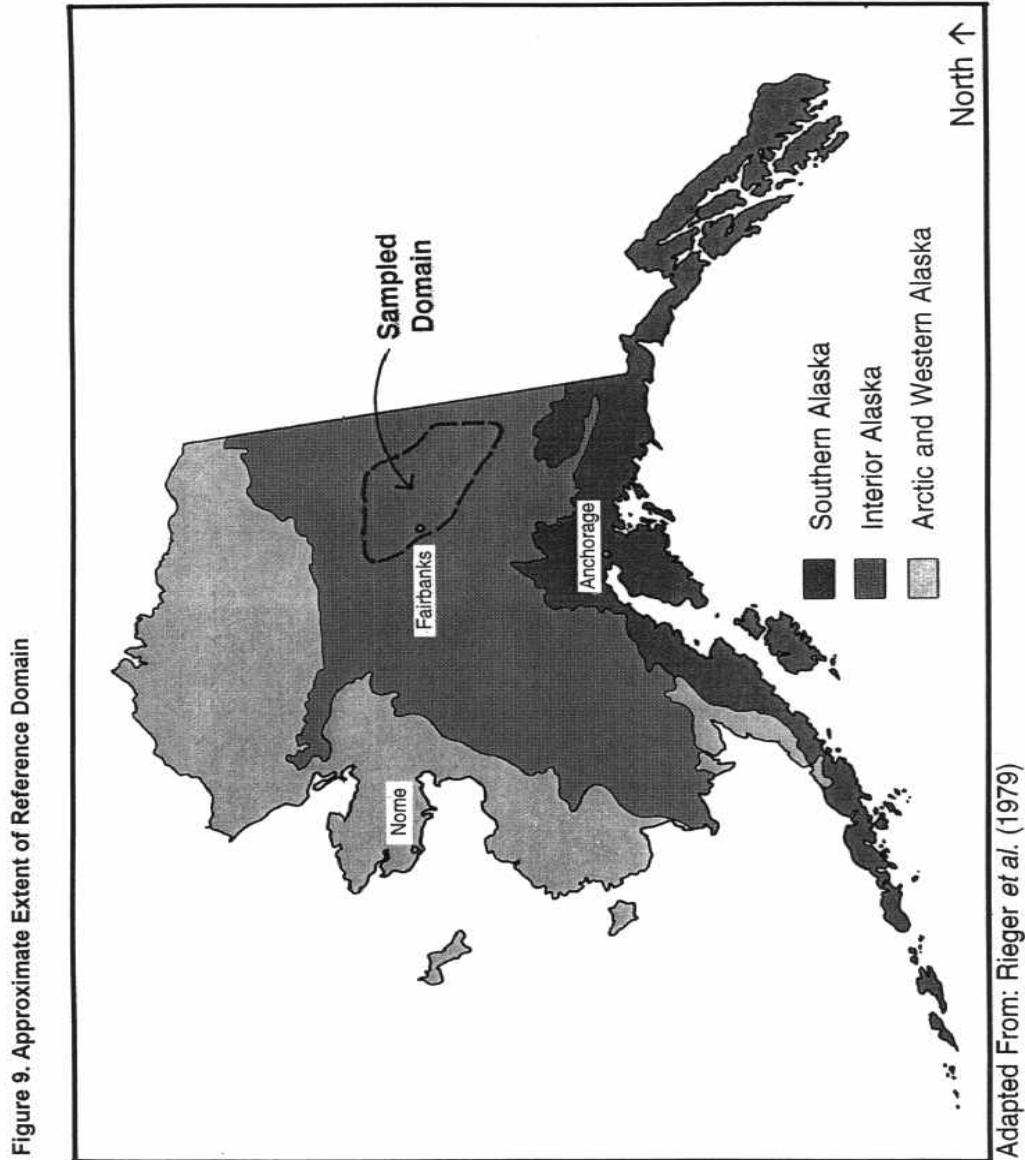 Figure 9. Approximate Extent of Reference Domain
Sampled
Domain
Fairbanks
Nome
Anchorage
Southern Alaska
Interior Alaska
Arctic and Western Alaska
North ↑
Adapted From: Rieger et al. (1979)